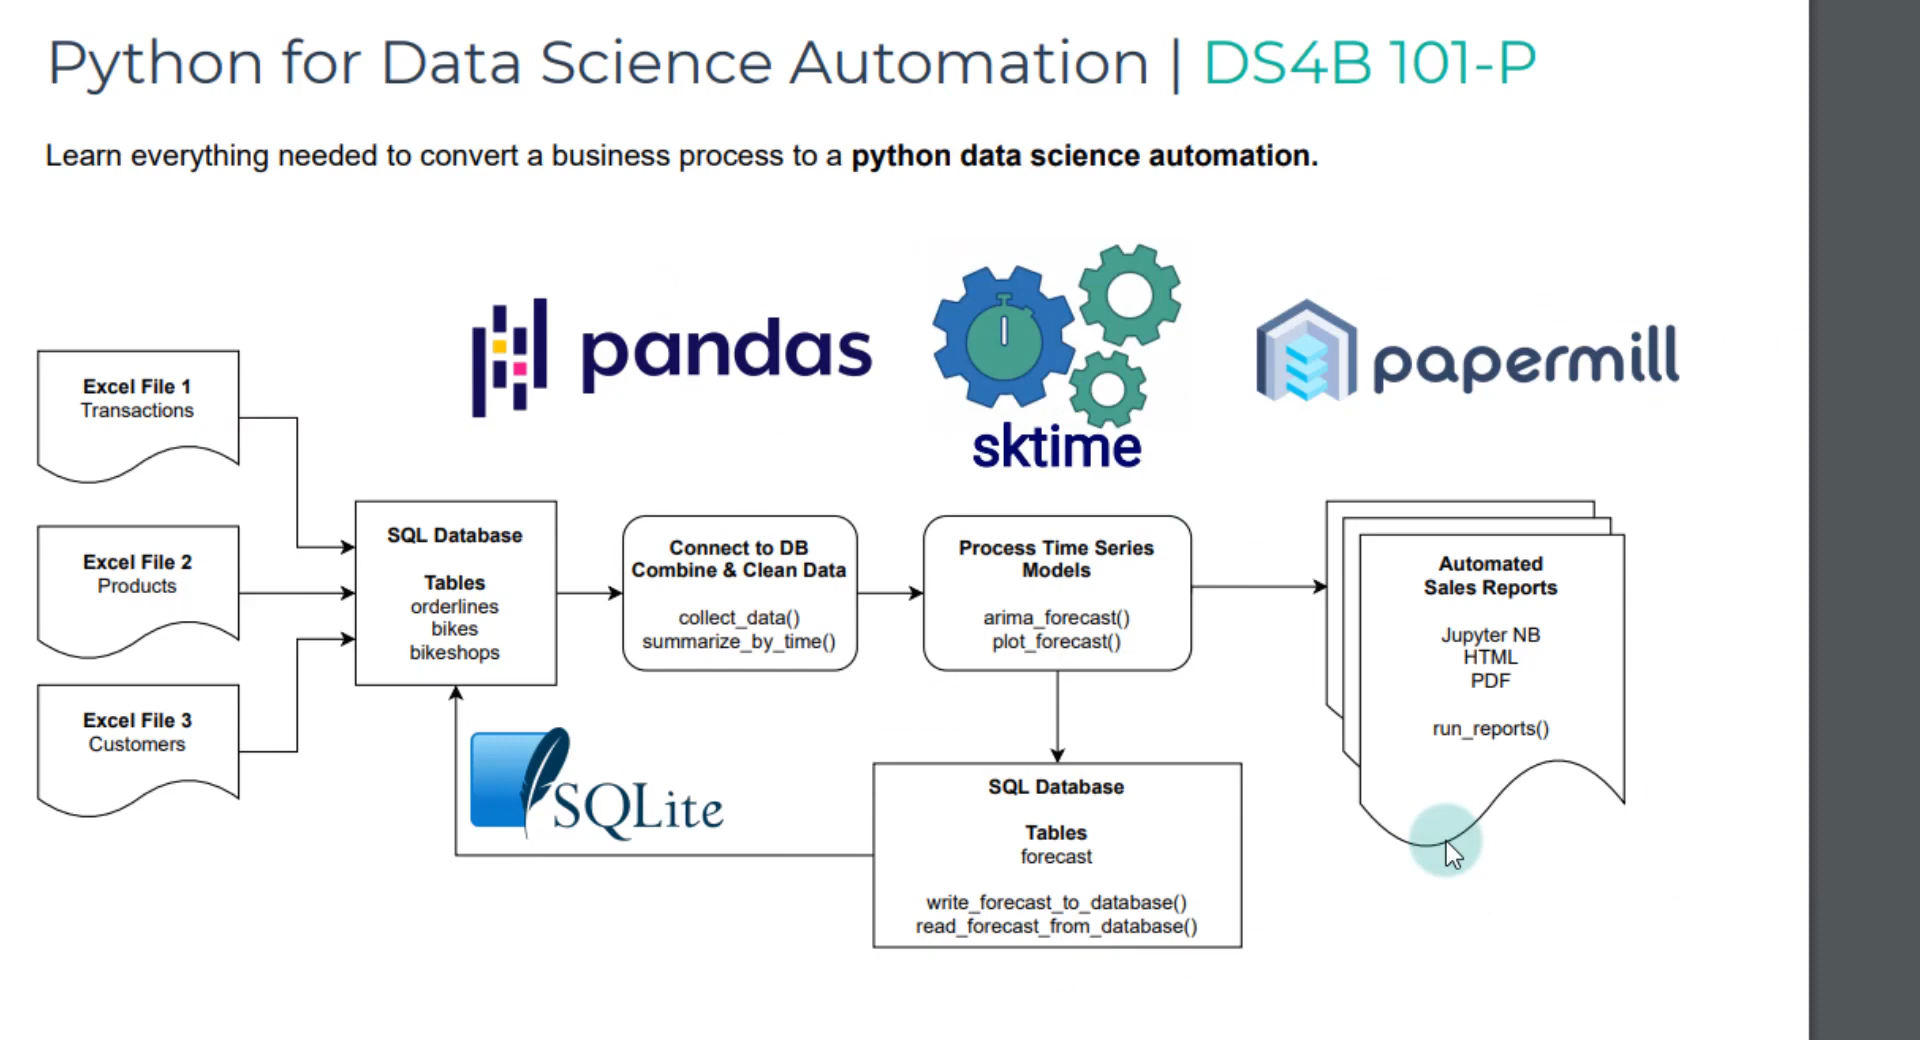 Python for Data Science Automation | DS4B 101-P
Learn everything needed to convert a business process to a python data science automation.
pandas
sktime
papermill
Excel File 1
Transactions
Excel File 2
Products
Excel File 3
Customers
SQL Database
Tables
orderlines
bikes
bikeshops
Connect to DB
Combine & Clean Data
collect_data()
summarize_by_time()
Process Time Series
Models
arima_forecast()
plot_forecast()
Automated
Sales Reports
Jupyter NB
HTML
PDF
run_reports()
SQLite
SQL Database
Tables
forecast
write_forecast_to_database()
read_forecast_from_database()